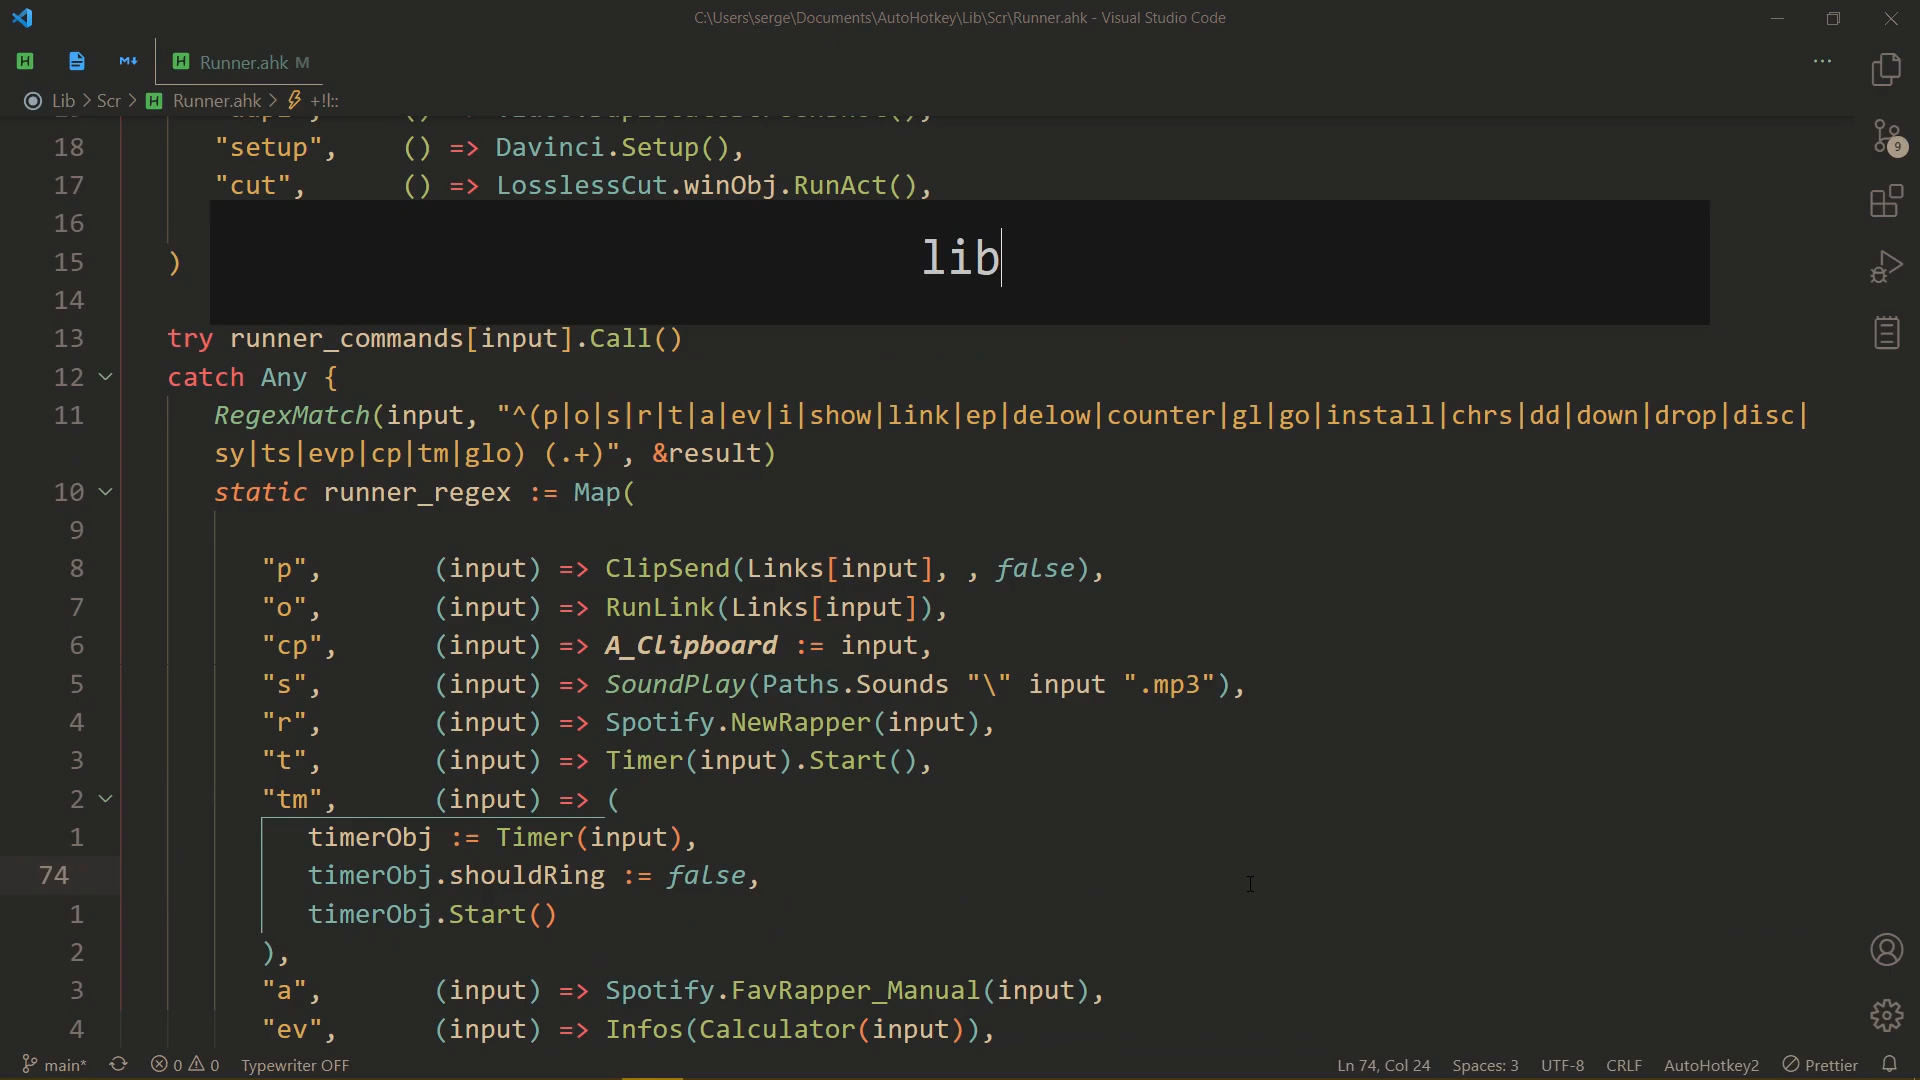 C:\Users\serge\Documents\AutoHotkey\Lib\Scr\Runner.ahk - Visual Studio Code
Runner.ahk M
Lib > Scr > Runner.ahk > +!l::
18 "setup", () => Davinci.Setup(),
17 "cut", () => LosslessCut.winObj.RunAct(),
16
lib
15 )
14
13 try runner_commands[input].Call()
12 catch Any {
11 RegexMatch(input, "^(p|o|s|r|t|a|ev|i|show|link|ep|delow|counter|gl|go|install|chrs|dd|down|drop|disc|
sy|ts|evp|cp|tm|glo) (.+)", &result)
10 static runner_regex := Map(
9
8 "p", (input) => ClipSend(Links[input], , false),
7 "o", (input) => RunLink(Links[input]),
6 "cp", (input) => A_Clipboard := input,
5 "s", (input) => SoundPlay(Paths.Sounds "\" input ".mp3"),
4 "r", (input) => Spotify.NewRapper(input),
3 "t", (input) => Timer(input).Start(),
2 "tm", (input) => (
1 timerObj := Timer(input),
74 timerObj.shouldRing := false,
1 timerObj.Start()
2 ),
3 "a", (input) => Spotify.FavRapper_Manual(input),
4 "ev", (input) => Infos(Calculator(input)),
9
main* 0 0 Typewriter OFF Ln 74, Col 24 Spaces: 3 UTF-8 CRLF AutoHotkey2 Prettier